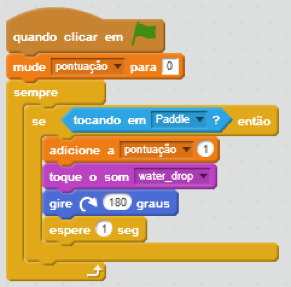 quando clicar em
mude pontuação para 0
sempre
se tocando em Paddle ? então
adicione a pontuação 1
toque o som water_drop
gire 180 graus
espere 1 seg